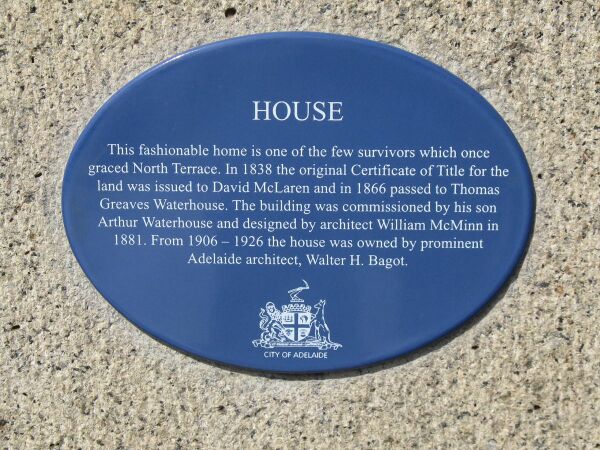 HOUSE
This fashionable home is one of the few survivors which once
graced North Terrace. In 1838 the original Certificate of Title for the
land was issued to David McLaren and in 1866 passed to Thomas
Greaves Waterhouse. The building was commissioned by his son
Arthur Waterhouse and designed by architect William McMinn in
1881. From 1906 – 1926 the house was owned by prominent
Adelaide architect, Walter H. Bagot.
CITY OF ADELAIDE